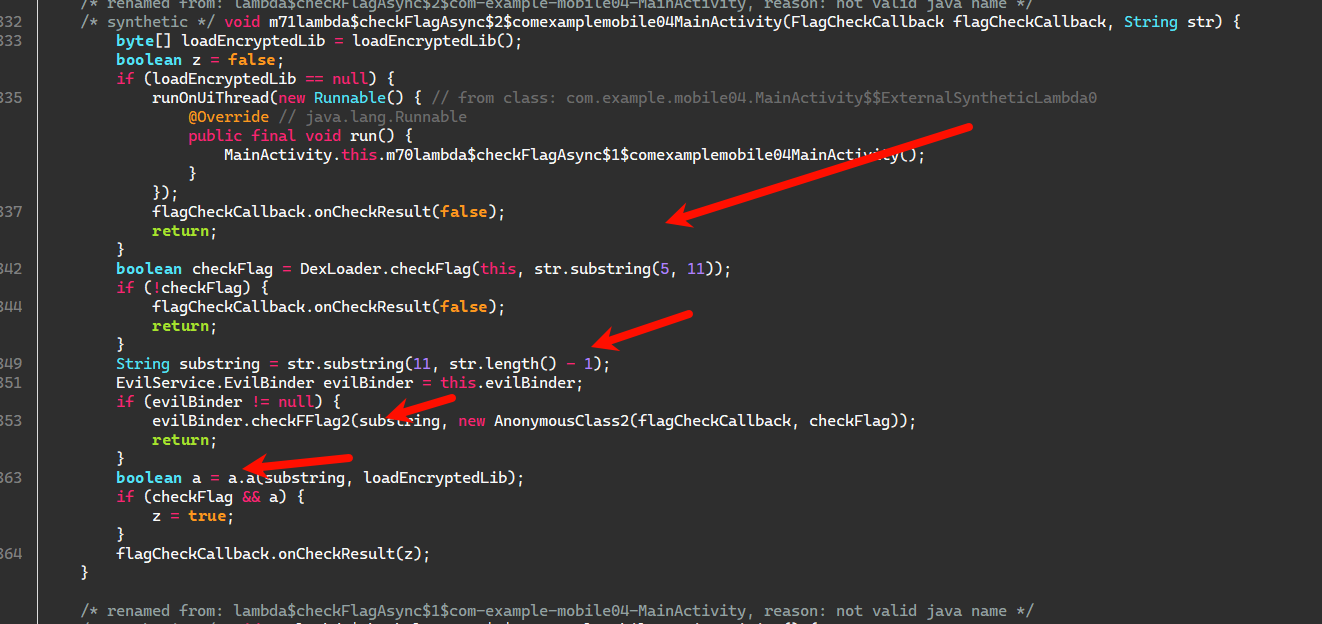 /* renamed from: lambda$checkFlagAsync$2$com-example-mobile04-MainActivity, reason: not valid java name */
332 /* synthetic */ void m71lambda$checkFlagAsync$2$comexamplemobile04MainActivity(FlagCheckCallback flagCheckCallback, String str) {
333 byte[] loadEncryptedLib = loadEncryptedLib();
boolean z = false;
if (loadEncryptedLib == null) {
335 runOnUiThread(new Runnable() { // from class: com.example.mobile04.MainActivity$$ExternalSyntheticLambda0
@Override // java.lang.Runnable
public final void run() {
MainActivity.this.m70lambda$checkFlagAsync$1$comexamplemobile04MainActivity();
}
});
337 flagCheckCallback.onCheckResult(false);
return;
}
342 boolean checkFlag = DexLoader.checkFlag(this, str.substring(5, 11));
if (!checkFlag) {
344 flagCheckCallback.onCheckResult(false);
return;
}
349 String substring = str.substring(11, str.length() - 1);
351 EvilService.EvilBinder evilBinder = this.evilBinder;
if (evilBinder != null) {
353 evilBinder.checkFFlag2(substring, new AnonymousClass2(flagCheckCallback, checkFlag));
return;
}
363 boolean a = a.a(substring, loadEncryptedLib);
if (checkFlag && a) {
z = true;
}
364 flagCheckCallback.onCheckResult(z);
}
/* renamed from: lambda$checkFlagAsync$1$com-example-mobile04-MainActivity, reason: not valid java name */